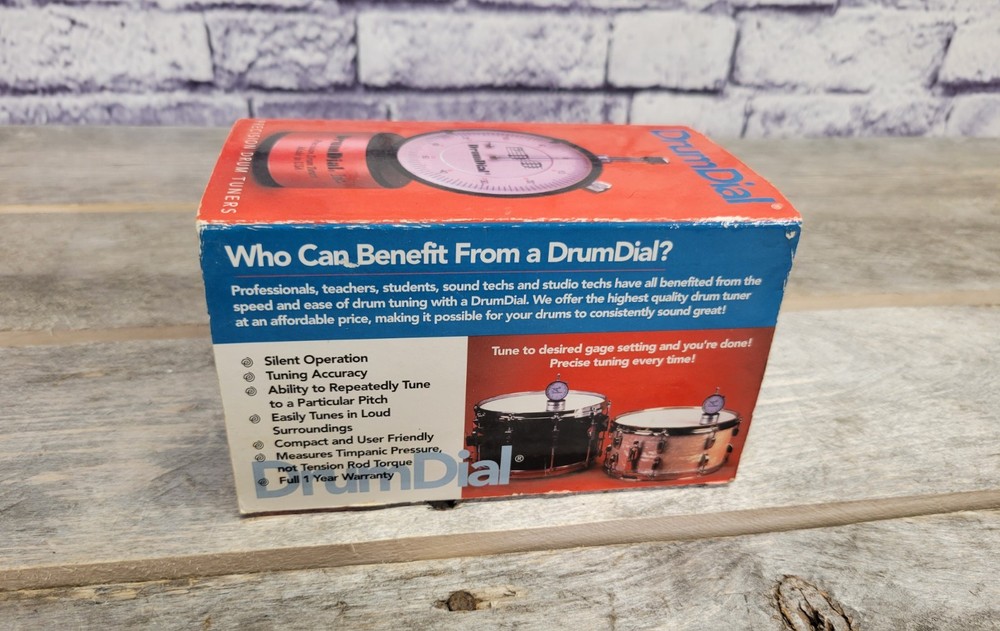 PRECISION DRUM TUNERS
DrumDial
DrumDial
DrumDial®
Who Can Benefit From a DrumDial?
Professionals, teachers, students, sound techs and studio techs have all benefited from the
speed and ease of drum tuning with a DrumDial. We offer the highest quality drum tuner
at an affordable price, making it possible for your drums to consistently sound great!
Silent Operation
Tuning Accuracy
Ability to Repeatedly Tune
to a Particular Pitch
Easily Tunes in Loud
Surroundings
Compact and User Friendly
Measures Timpanic Pressure,
not Tension Rod Torque
Full 1 Year Warranty
DrumDial®
Tune to desired gage setting and you're done!
Precise tuning every time!